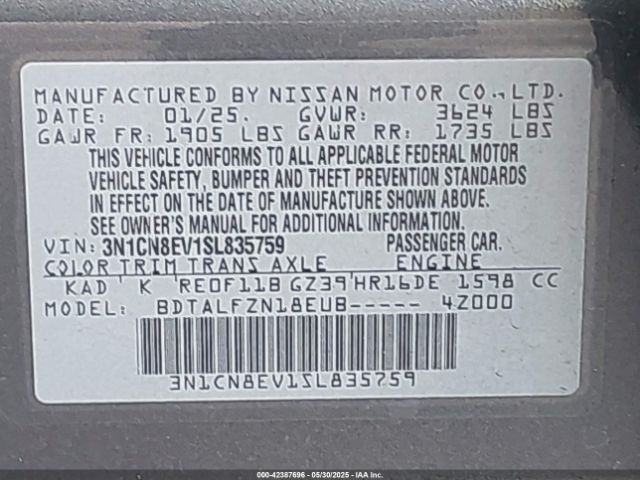 MANUFACTURED BY NISSAN MOTOR CO., LTD.
DATE: 01/25. GVWR: 3624 LBS
GAWR FR: 1905 LBS GAWR RR: 1735 LBS
THIS VEHICLE CONFORMS TO ALL APPLICABLE FEDERAL MOTOR
VEHICLE SAFETY, BUMPER AND THEFT PREVENTION STANDARDS
IN EFFECT ON THE DATE OF MANUFACTURE SHOWN ABOVE.
SEE OWNER'S MANUAL FOR ADDITIONAL INFORMATION.
VIN: 3N1CN8EV1SL835759 PASSENGER CAR.
COLOR TRIM TRANS AXLE ENGINE
KAD K RE0F11B GZ39 HR16DE 1598 CC
MODEL: BDTALFZN18EUB----- 4Z000
3N1CN8EV1SL835759
000-42387696 - 05/30/2025 - IAA Inc.